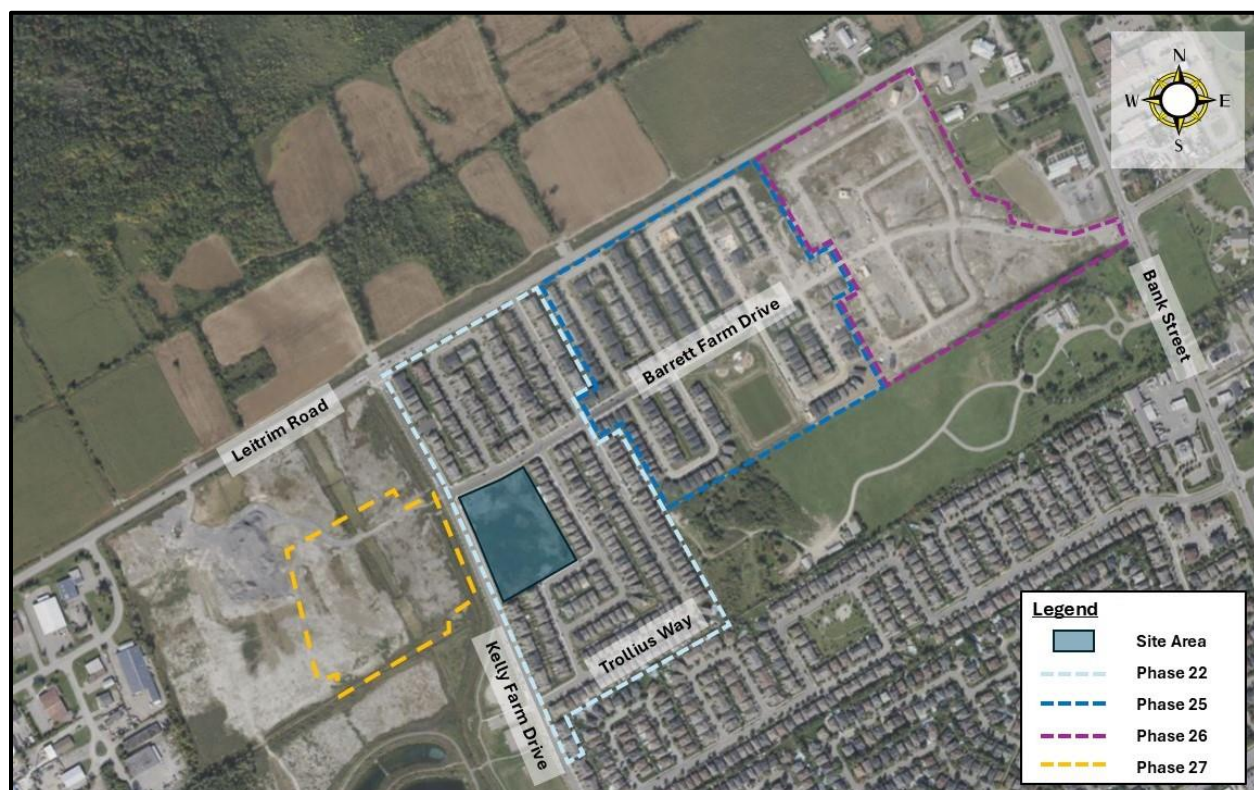 N
W E
S
Bank Street
Barrett Farm Drive
Leitrim Road
Trollius Way
Kelly Farm Drive
Legend
Site Area
Phase 22
Phase 25
Phase 26
Phase 27